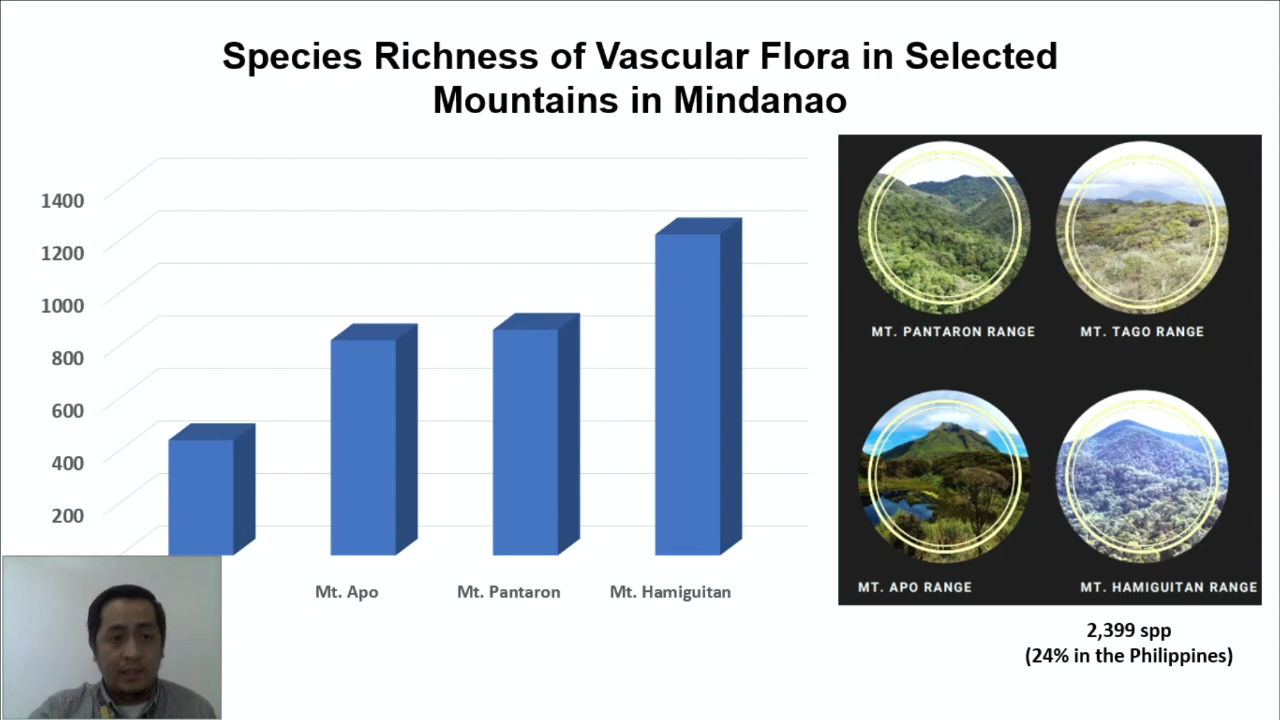 Species Richness of Vascular Flora in Selected
Mountains in Mindanao
1400
1200
1000
800
600
400
200
Mt. Apo
Mt. Pantaron
Mt. Hamiguitan
MT. PANTARON RANGE
MT. TAGO RANGE
MT. APO RANGE
MT. HAMIGUITAN RANGE
2,399 spp
(24% in the Philippines)